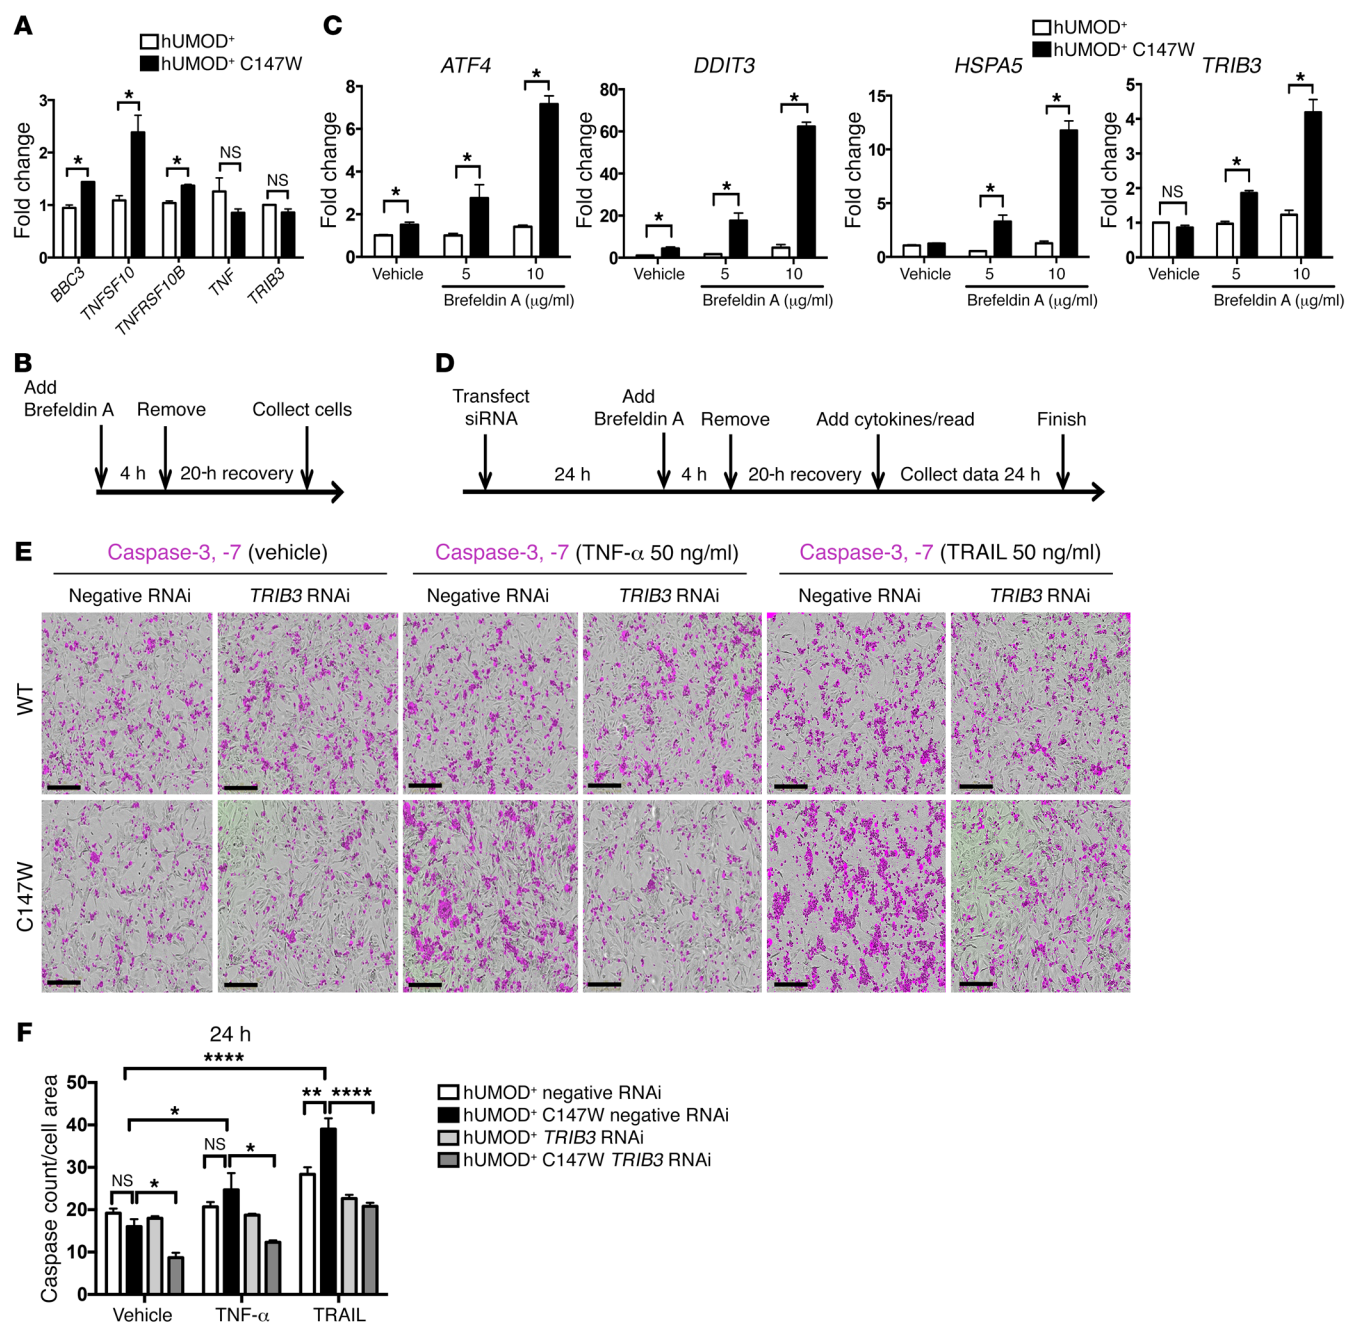 A
hUMOD+
hUMOD+ C147W
Fold change
3
2
1
0
*
*
*
NS
NS
BBC3
TNFSF10
TNFRSF10B
TNF
TRIB3
C
hUMOD+
hUMOD+ C147W
ATF4
Fold change
8
6
4
2
0
*
*
*
Vehicle
5
10
Brefeldin A (μg/ml)
DDIT3
Fold change
80
60
40
20
0
*
*
*
Vehicle
5
10
Brefeldin A (μg/ml)
HSPA5
Fold change
15
10
5
0
*
*
Vehicle
5
10
Brefeldin A (μg/ml)
TRIB3
Fold change
5
4
3
2
1
0
NS
*
*
Vehicle
5
10
Brefeldin A (μg/ml)
B
Add
Brefeldin A
Remove
Collect cells
4 h
20-h recovery
D
Transfect
siRNA
Add
Brefeldin A
Remove
Add cytokines/read
Finish
24 h
4 h
20-h recovery
Collect data 24 h
E
Caspase-3, -7 (vehicle)
Caspase-3, -7 (TNF-α 50 ng/ml)
Caspase-3, -7 (TRAIL 50 ng/ml)
Negative RNAi
TRIB3 RNAi
Negative RNAi
TRIB3 RNAi
Negative RNAi
TRIB3 RNAi
WT
C147W
F
24 h
Caspase count/cell area
50
40
30
20
10
0
****
*
NS
*
NS
*
**
****
Vehicle
TNF-α
TRAIL
hUMOD+ negative RNAi
hUMOD+ C147W negative RNAi
hUMOD+ TRIB3 RNAi
hUMOD+ C147W TRIB3 RNAi